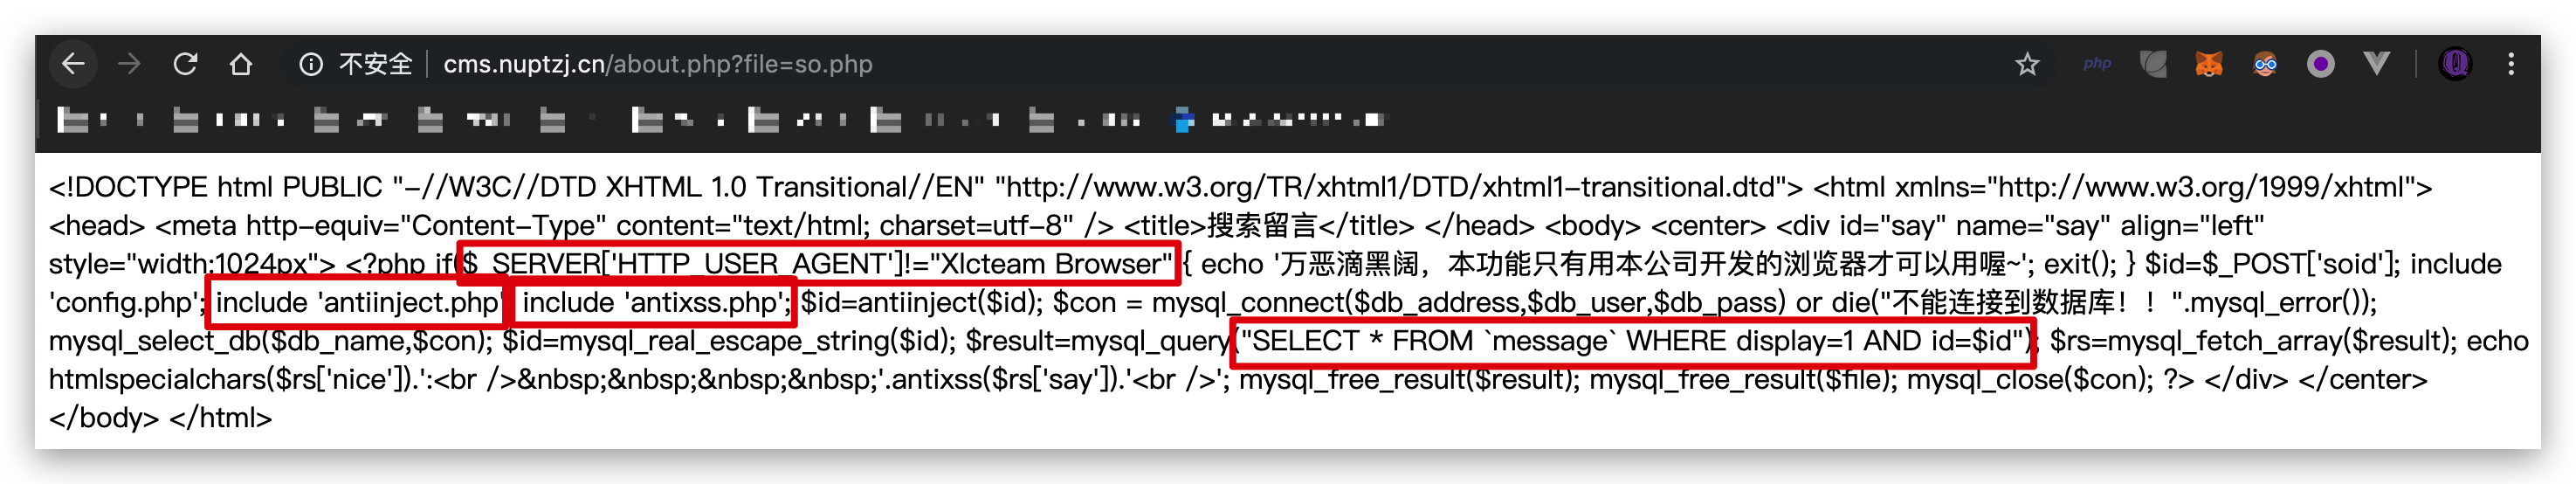 不安全 cms.nuptzj.cn/about.php?file=so.php php
<!DOCTYPE html PUBLIC "-//W3C//DTD XHTML 1.0 Transitional//EN" "http://www.w3.org/TR/xhtml1/DTD/xhtml1-transitional.dtd"> <html xmlns="http://www.w3.org/1999/xhtml">
<head> <meta http-equiv="Content-Type" content="text/html; charset=utf-8" /> <title>搜索留言</title> </head> <body> <center> <div id="say" name="say" align="left"
style="width:1024px"> <?php if($_SERVER['HTTP_USER_AGENT']!="Xlcteam Browser"){ echo '万恶滴黑阔，本功能只有用本公司开发的浏览器才可以用喔~'; exit(); } $id=$_POST['soid']; include
'config.php'; include 'antiinject.php'; include 'antixss.php'; $id=antiinject($id); $con = mysql_connect($db_address,$db_user,$db_pass) or die("不能连接到数据库！！".mysql_error());
mysql_select_db($db_name,$con); $id=mysql_real_escape_string($id); $result=mysql_query("SELECT * FROM `message` WHERE display=1 AND id=$id"); $rs=mysql_fetch_array($result); echo
htmlspecialchars($rs['nice']).':<br />&nbsp;&nbsp;&nbsp;&nbsp;'.antixss($rs['say']).'<br />'; mysql_free_result($result); mysql_free_result($file); mysql_close($con); ?> </div> </center>
</body> </html>